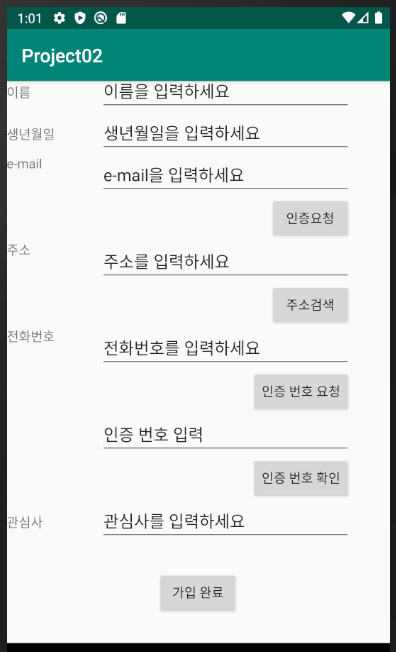 1:01
Project02
이름 이름을 입력하세요
생년월일 생년월일을 입력하세요
e-mail e-mail을 입력하세요
인증요청
주소 주소를 입력하세요
주소검색
전화번호 전화번호를 입력하세요
인증 번호 요청
인증 번호 입력
인증 번호 확인
관심사 관심사를 입력하세요
가입 완료